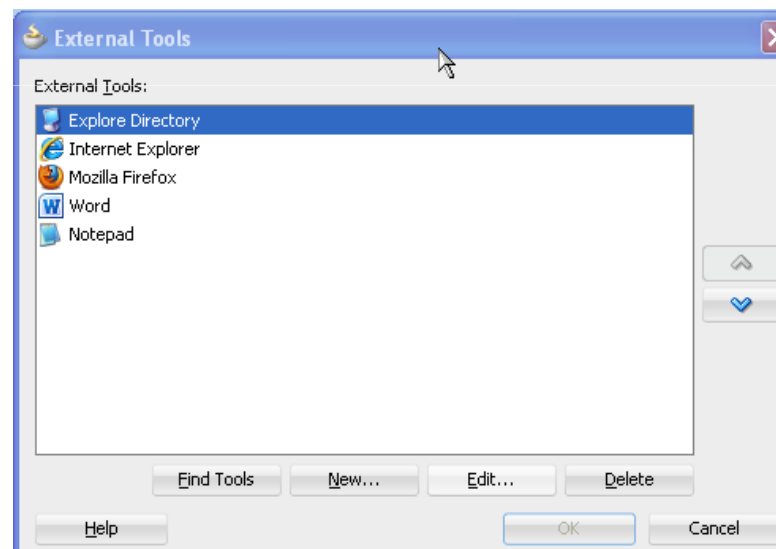 External Tools
External Tools:
Explore Directory
Internet Explorer
Mozilla Firefox
Word
Notepad
Find Tools New... Edit... Delete
Help OK Cancel